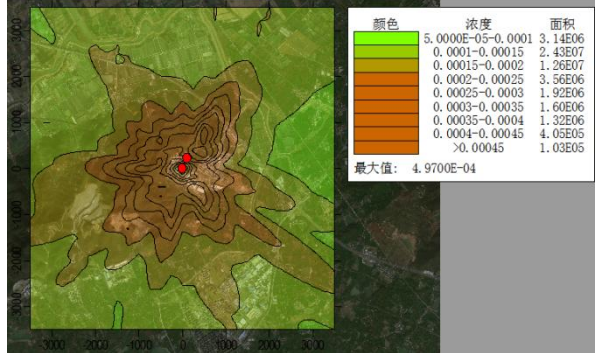 颜色 浓度 面积
5.0000E-05-0.0001 3.14E06
0.0001-0.00015 2.43E07
0.00015-0.0002 1.26E07
0.0002-0.00025 3.56E06
0.00025-0.0003 1.92E06
0.0003-0.00035 1.60E06
0.00035-0.0004 1.32E06
0.0004-0.00045 4.05E05
>0.00045 1.03E05
最大值: 4.9700E-04
3000
2000
1000
0
-1000
-2000
-3000
-3000 -2000 -1000 0 1000 2000 3000